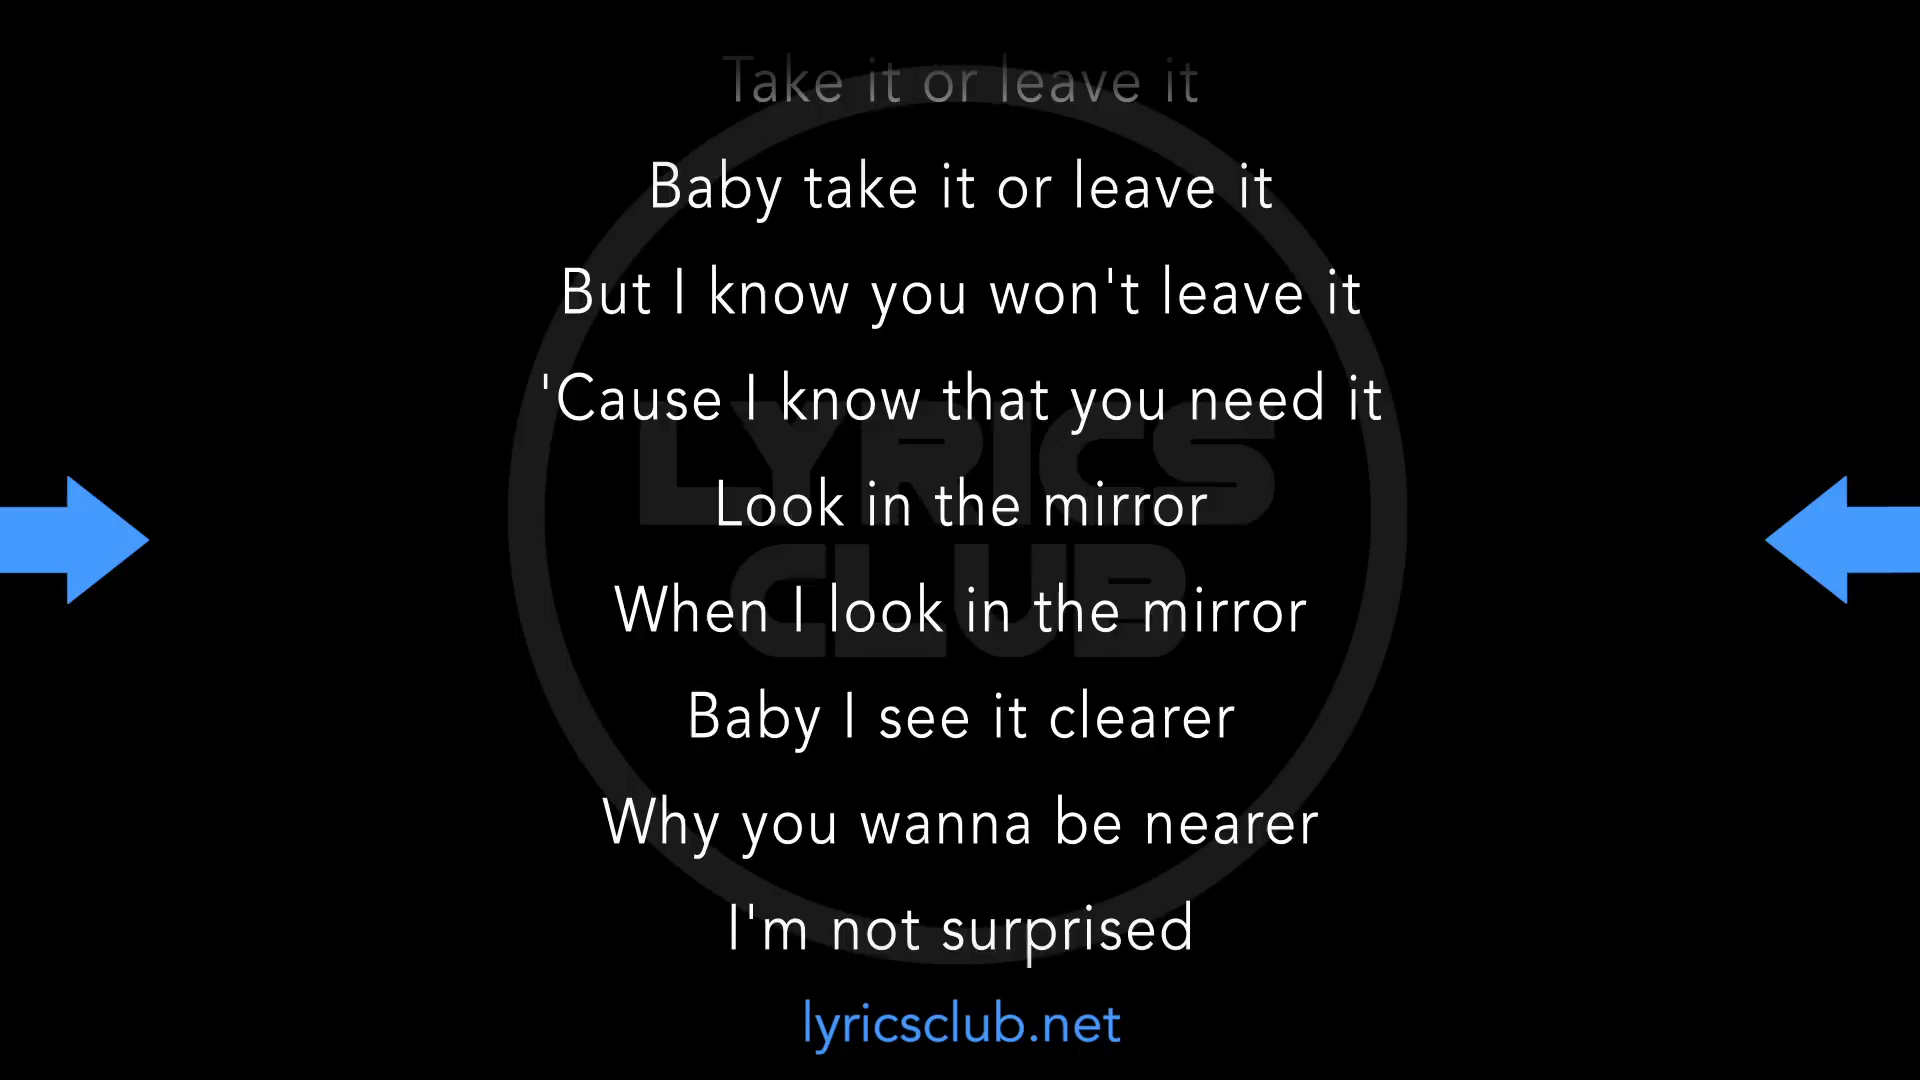 Take it or leave it
Baby take it or leave it
But I know you won't leave it
'Cause I know that you need it
LYRICS
Look in the mirror
CLUB
When I look in the mirror
Baby I see it clearer
Why you wanna be nearer
I'm not surprised
lyricsclub.net